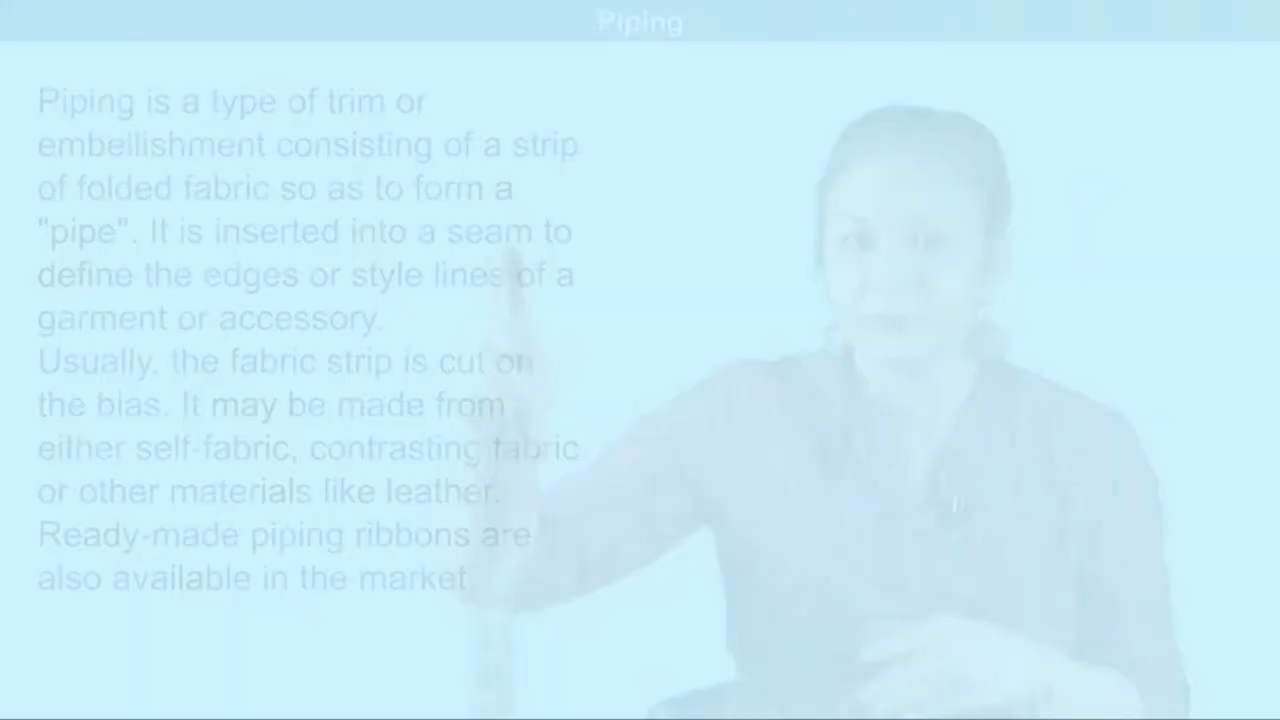 Piping
Piping is a type of trim or
embellishment consisting of a strip
of folded fabric so as to form a
"pipe". It is inserted into a seam to
define the edges or style lines of a
garment or accessory.
Usually, the fabric strip is cut on
the bias. It may be made from
either self-fabric, contrasting fabric
or other materials like leather.
Ready-made piping ribbons are
also available in the market.